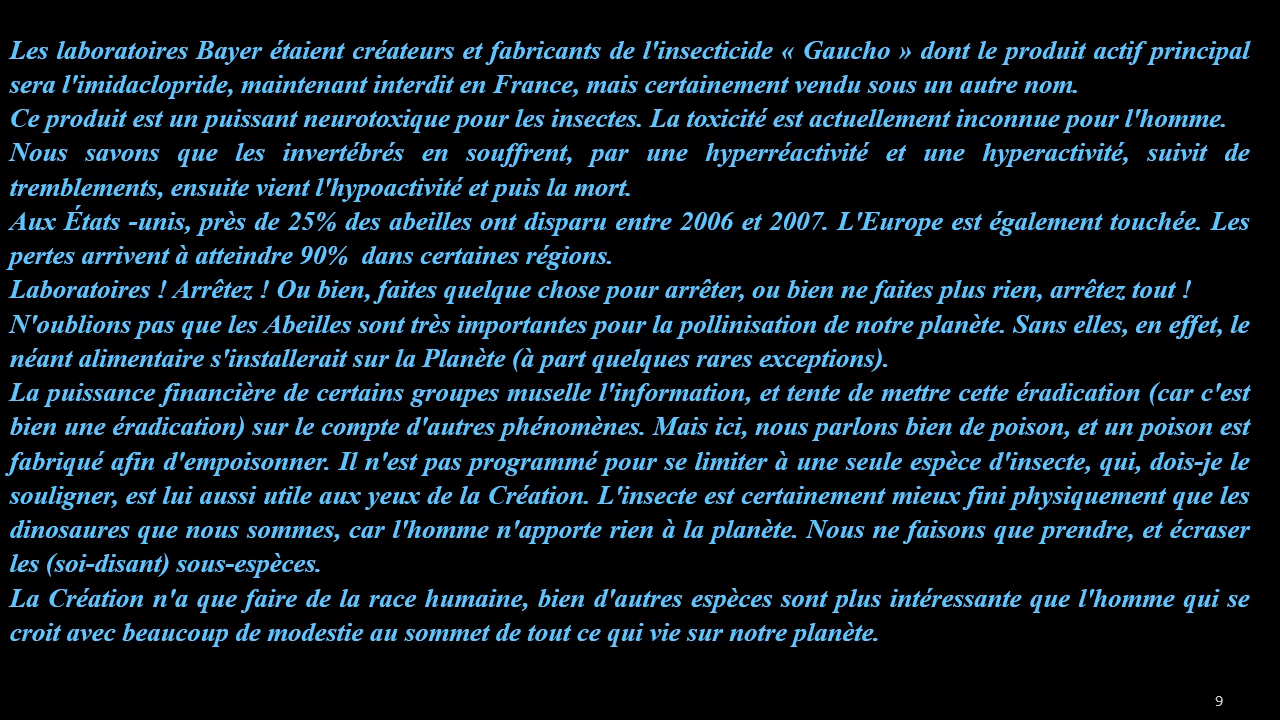 Les laboratoires Bayer étaient créateurs et fabricants de l'insecticide « Gaucho » dont le produit actif principal
sera l'imidaclopride, maintenant interdit en France, mais certainement vendu sous un autre nom.
Ce produit est un puissant neurotoxique pour les insectes. La toxicité est actuellement inconnue pour l'homme.
Nous savons que les invertébrés en souffrent, par une hyperréactivité et une hyperactivité, suivit de
tremblements, ensuite vient l'hypoactivité et puis la mort.
Aux États -unis, près de 25% des abeilles ont disparu entre 2006 et 2007. L'Europe est également touchée. Les
pertes arrivent à atteindre 90%  dans certaines régions.
Laboratoires ! Arrêtez ! Ou bien, faites quelque chose pour arrêter, ou bien ne faites plus rien, arrêtez tout !
N'oublions pas que les Abeilles sont très importantes pour la pollinisation de notre planète. Sans elles, en effet, le
néant alimentaire s'installerait sur la Planète (à part quelques rares exceptions).
La puissance financière de certains groupes muselle l'information, et tente de mettre cette éradication (car c'est
bien une éradication) sur le compte d'autres phénomènes. Mais ici, nous parlons bien de poison, et un poison est
fabriqué afin d'empoisonner. Il n'est pas programmé pour se limiter à une seule espèce d'insecte, qui, dois-je le
souligner, est lui aussi utile aux yeux de la Création. L'insecte est certainement mieux fini physiquement que les
dinosaures que nous sommes, car l'homme n'apporte rien à la planète. Nous ne faisons que prendre, et écraser
les (soi-disant) sous-espèces.
La Création n'a que faire de la race humaine, bien d'autres espèces sont plus intéressante que l'homme qui se
croit avec beaucoup de modestie au sommet de tout ce qui vie sur notre planète.
9